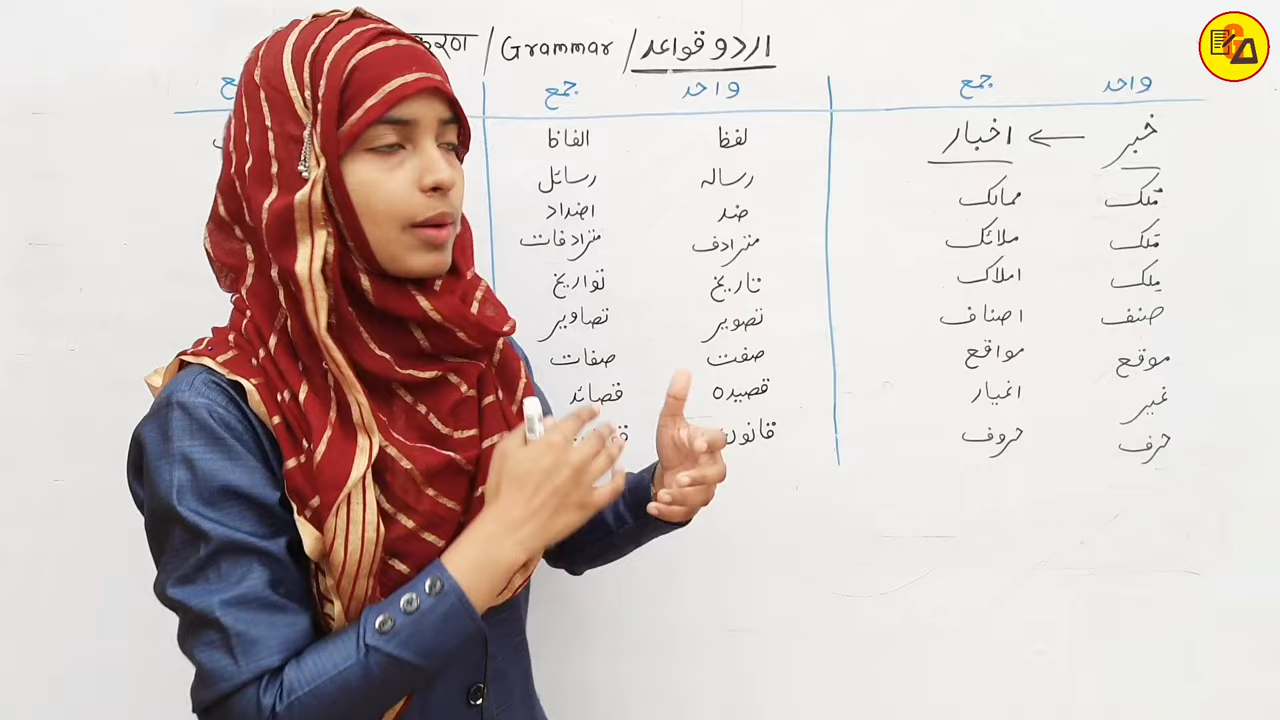 اردو قواعد / Grammar /
واحد جمع واحد جمع
خبر ← اخبار لفظ الفاظ
مُلک ممالک رسالہ رسائل
مَلک ملائک ضد اضداد
مِلک املاک مترادف مترادفات
صنف اصناف تاریخ تواریخ
موقع مواقع تصویر تصاویر
غیر اغیار صفت صفات
حرف حروف قصیدہ قصائد
قانون